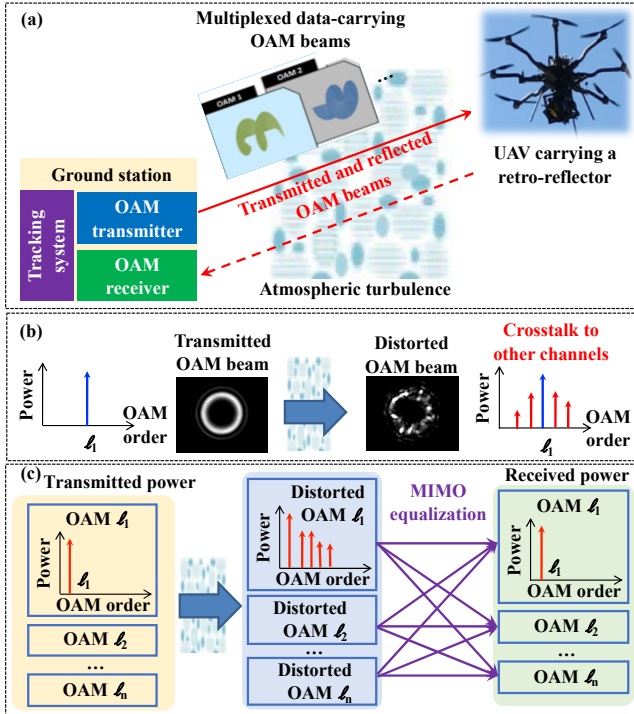 (a)
Multiplexed data-carrying
OAM beams
OAM 1
OAM 2
...
UAV carrying a
retro-reflector
Transmitted and reflected
OAM beams
Ground station
Tracking
system
OAM
transmitter
OAM
receiver
Atmospheric turbulence
(b)
Power
OAM
order
ℓ1
Transmitted
OAM beam
Distorted
OAM beam
Crosstalk to
other channels
Power
OAM
order
ℓ1
(c)
Transmitted power
OAM ℓ1
Power
ℓ1
OAM order
OAM ℓ2
...
OAM ℓn
Distorted
OAM ℓ1
Power
OAM order
Distorted
OAM ℓ2
...
Distorted
OAM ℓn
MIMO
equalization
Received power
OAM ℓ1
Power
ℓ1
OAM order
OAM ℓ2
...
OAM ℓn